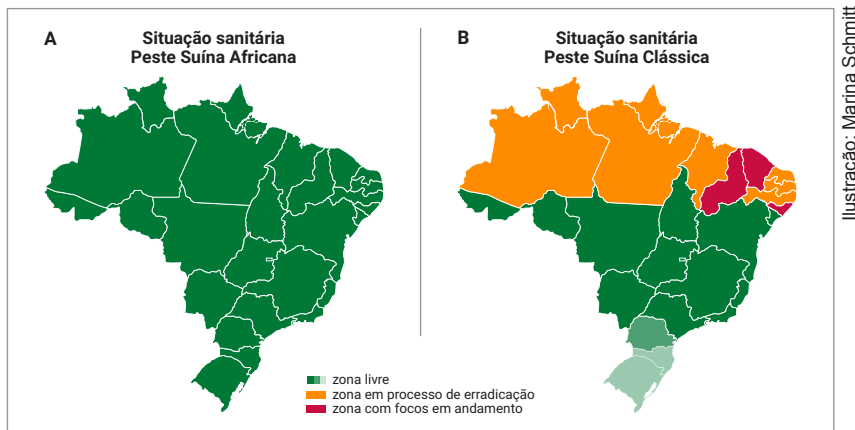 A
Situação sanitária
Peste Suína Africana
B
Situação sanitária
Peste Suína Clássica
zona livre
zona em processo de erradicação
zona com focos em andamento
Ilustração: Marina Schmitt